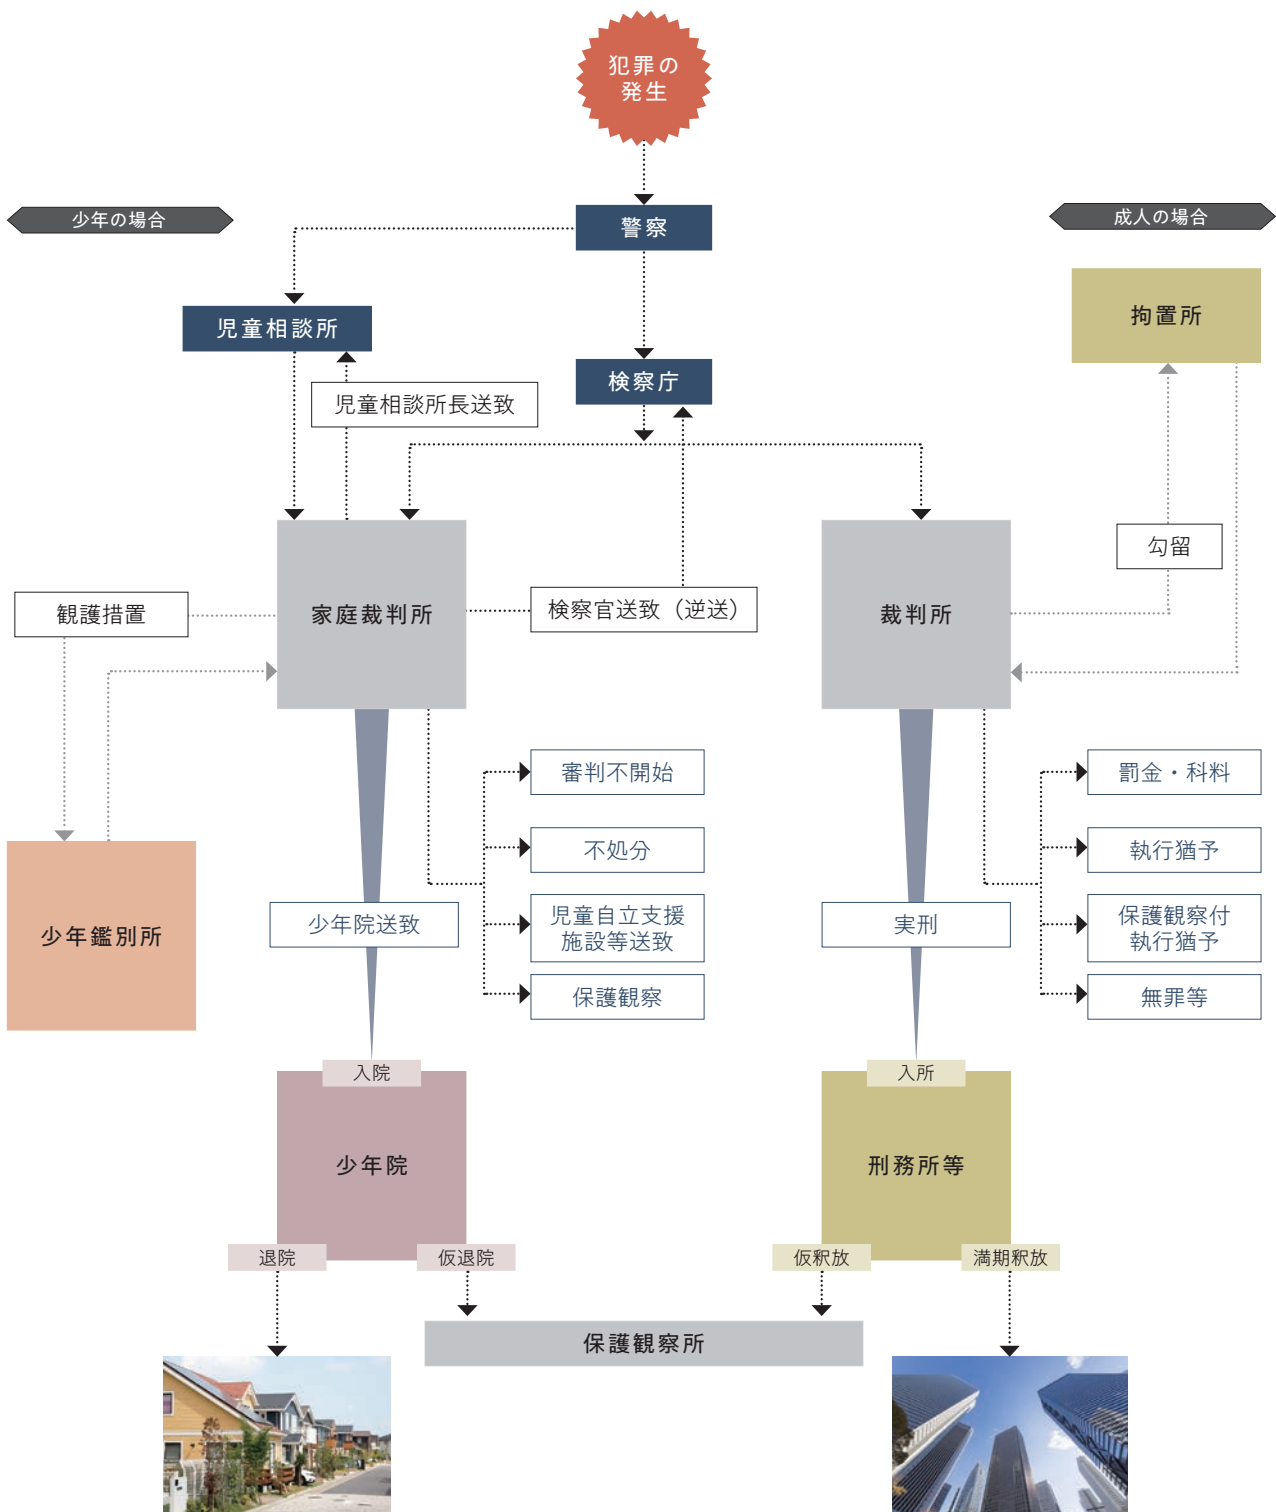 犯罪の
発生
少年の場合
警察
成人の場合
児童相談所
拘置所
検察庁
児童相談所長送致
勾留
観護措置
家庭裁判所
検察官送致（逆送）
裁判所
審判不開始
罰金・科料
不処分
執行猶予
少年鑑別所
少年院送致
児童自立支援
施設等送致
実刑
保護観察付
執行猶予
保護観察
無罪等
入院
入所
少年院
刑務所等
退院
仮退院
仮釈放
満期釈放
保護観察所